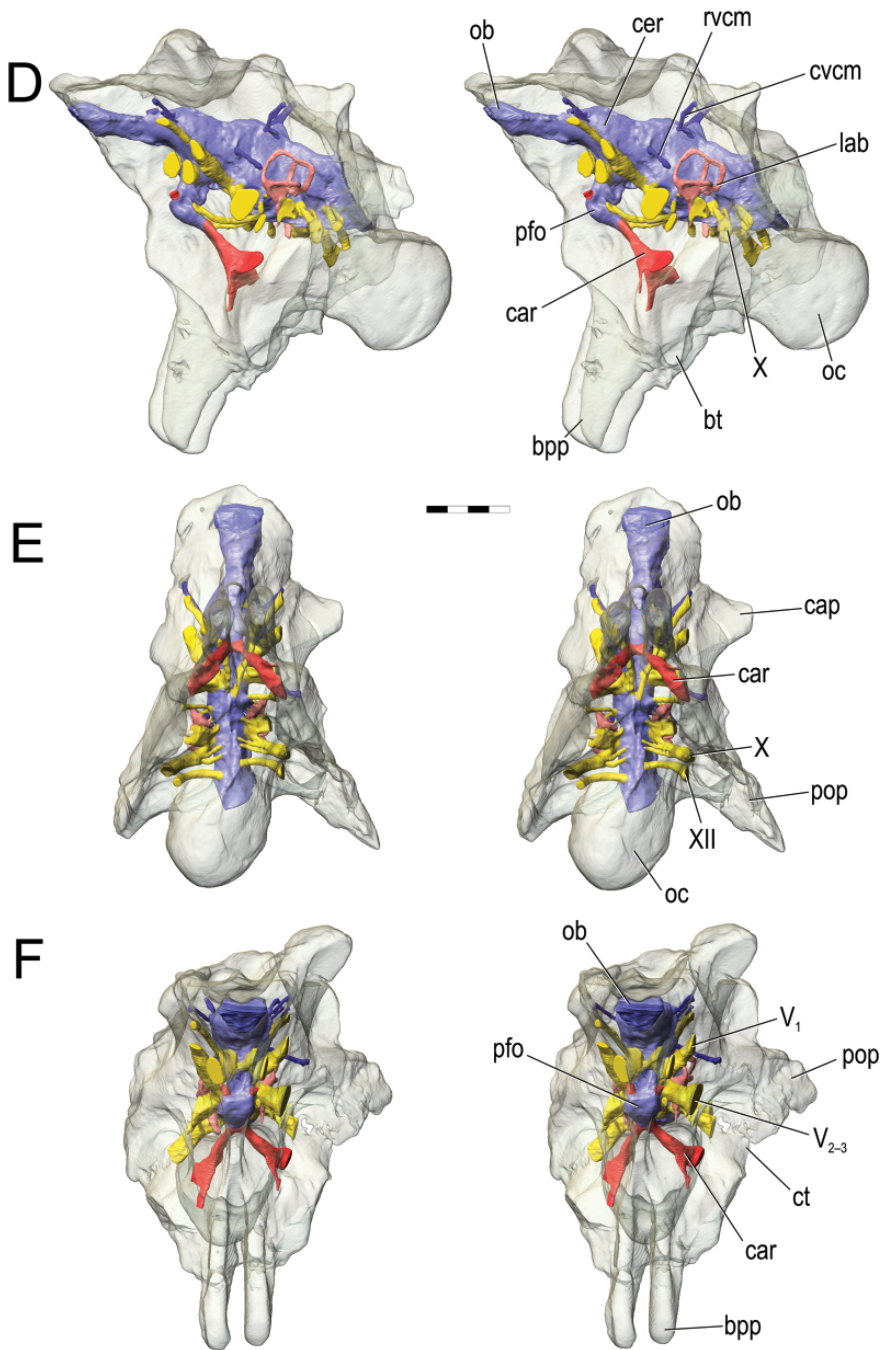 D
ob
cer
rvcm
cvcm
lab
pfo
car
X
oc
bt
bpp
E
ob
cap
car
X
pop
XII
oc
F
ob
V1
pfo
pop
V2–3
ct
car
bpp